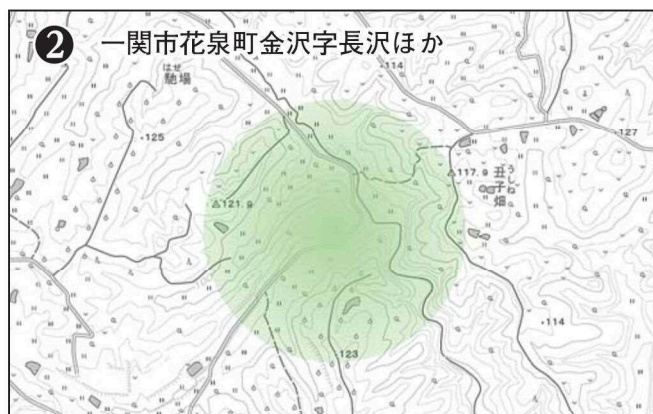 ❷ 一関市花泉町金沢字長沢ほか
はせ
馳場
・114
・125
・127
△117.9
うしね
丑子畑
△121.9
・114
・123